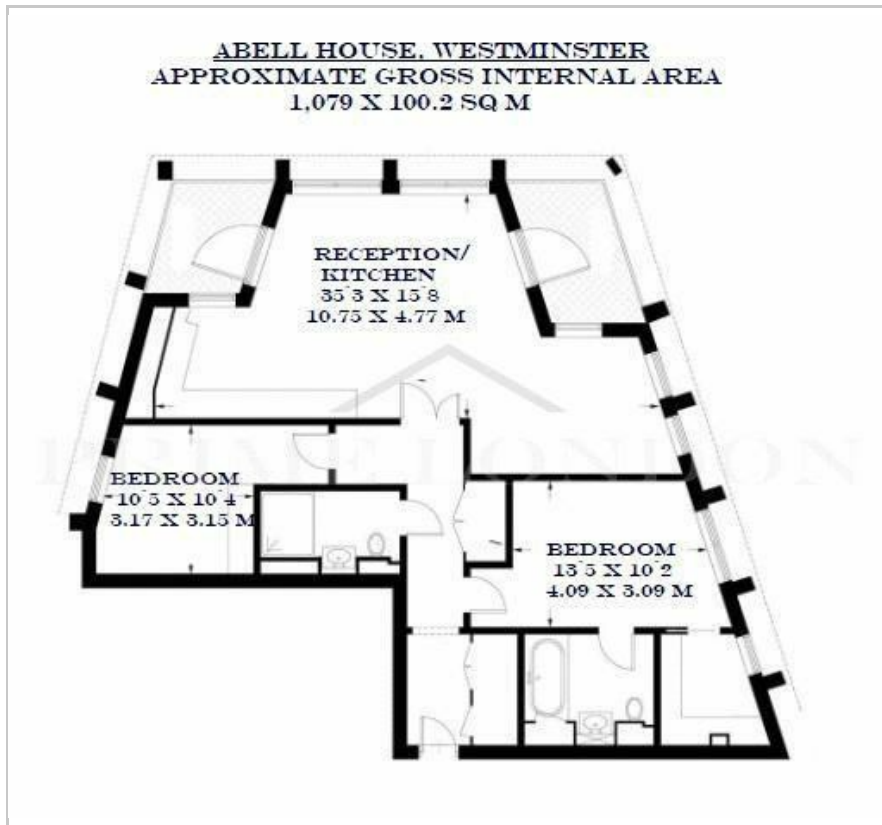 ABELL HOUSE, WESTMINSTER
APPROXIMATE GROSS INTERNAL AREA
1,079 X 100.2 SQ M
RECEPTION/
KITCHEN
35'3 X 15'8
10.75 X 4.77 M
PRIME LONDON
BEDROOM
10'5 X 10'4
3.17 X 3.15 M
BEDROOM
13'5 X 10'2
4.09 X 3.09 M